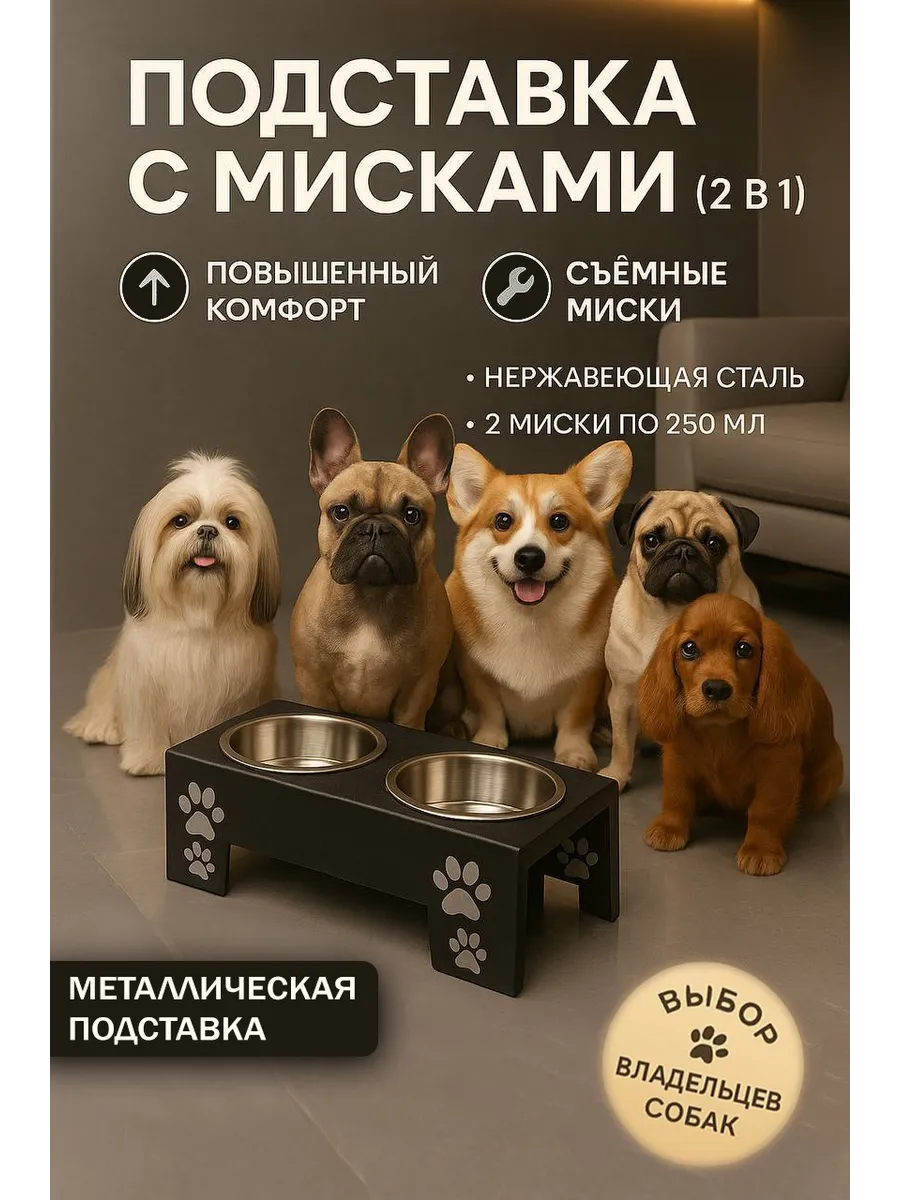 ПОДСТАВКА
С МИСКАМИ (2 В 1)
ПОВЫШЕННЫЙ
КОМФОРТ
СЪЁМНЫЕ
МИСКИ
• НЕРЖАВЕЮЩАЯ СТАЛЬ
• 2 МИСКИ ПО 250 МЛ
МЕТАЛЛИЧЕСКАЯ
ПОДСТАВКА
ВЫБОР
ВЛАДЕЛЬЦЕВ
СОБАК